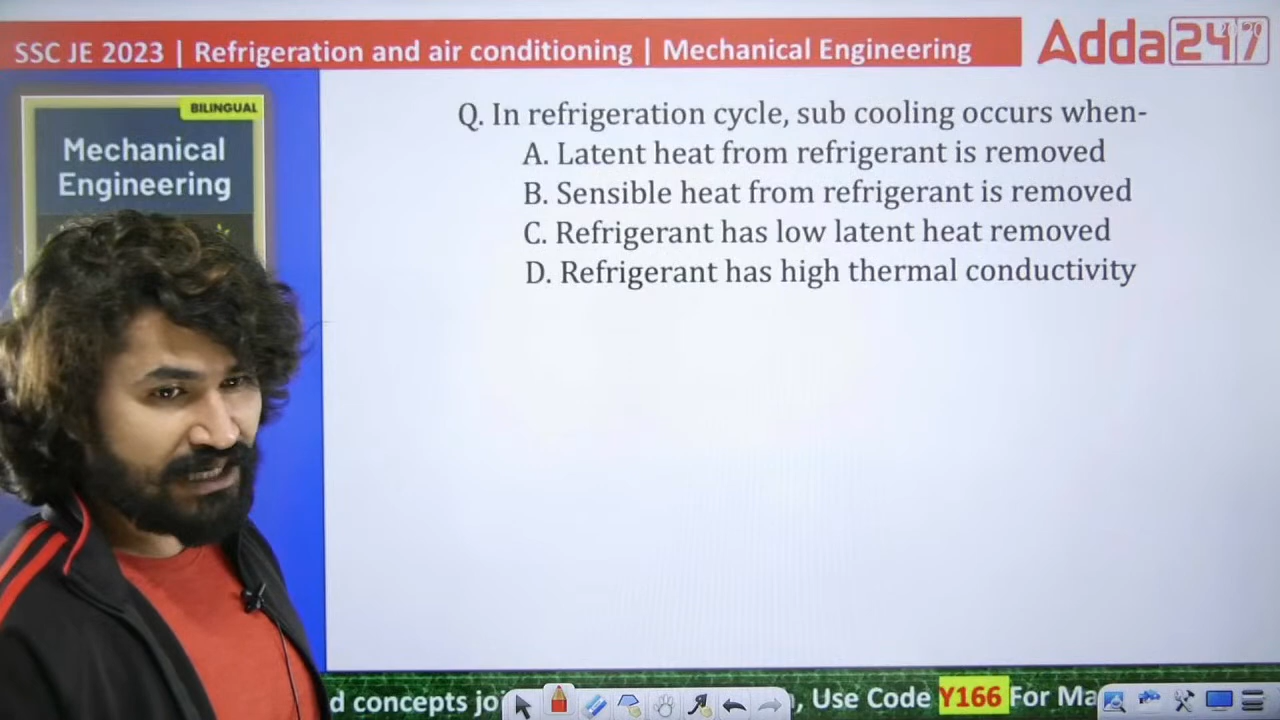 SSC JE 2023 | Refrigeration and air conditioning | Mechanical Engineering
Adda 247
BILINGUAL
Mechanical
Engineering
Q. In refrigeration cycle, sub cooling occurs when-
A. Latent heat from refrigerant is removed
B. Sensible heat from refrigerant is removed
C. Refrigerant has low latent heat removed
D. Refrigerant has high thermal conductivity
d concepts jo
, Use Code Y166 For Ma